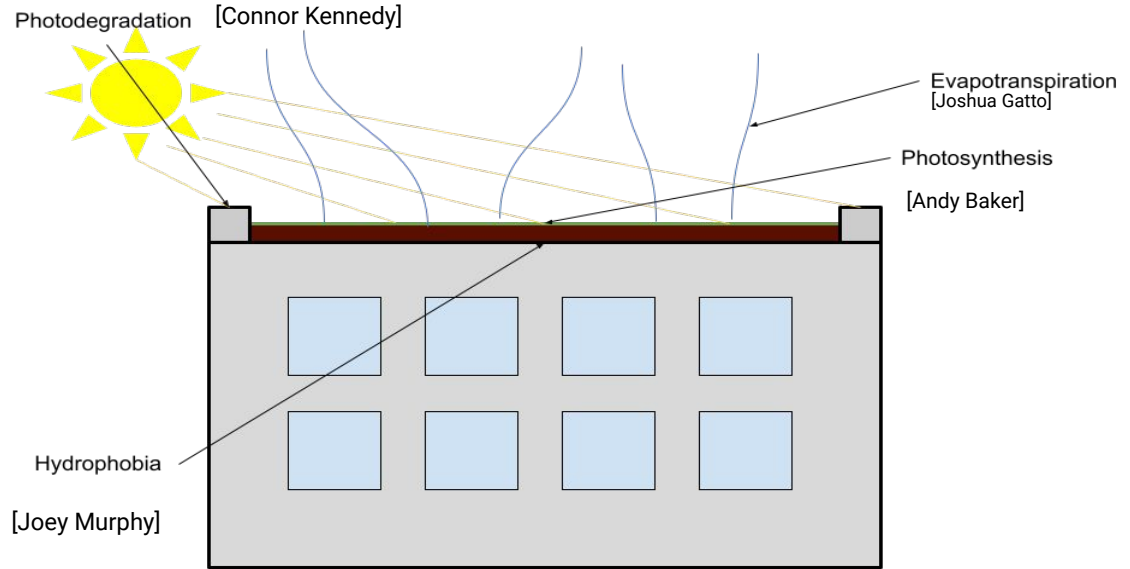 Photodegradation
[Connor Kennedy]
Evapotranspiration
[Joshua Gatto]
Photosynthesis
[Andy Baker]
Hydrophobia
[Joey Murphy]